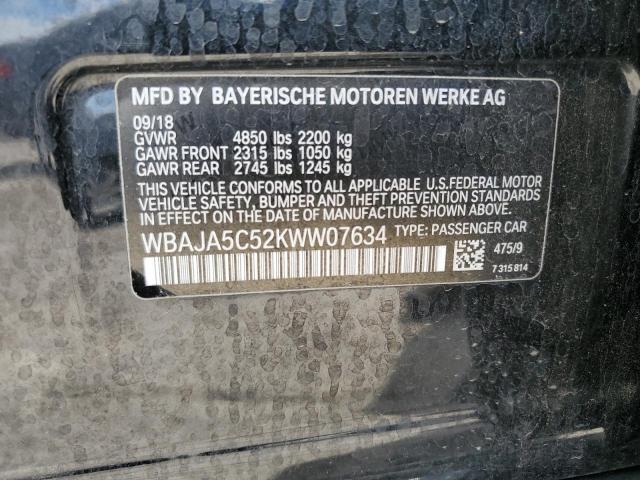 MFD BY BAYERISCHE MOTOREN WERKE AG
09/18
GVWR 4850 lbs 2200 kg
GAWR FRONT 2315 lbs 1050 kg
GAWR REAR 2745 lbs 1245 kg
THIS VEHICLE CONFORMS TO ALL APPLICABLE U.S.FEDERAL MOTOR
VEHICLE SAFETY, BUMPER AND THEFT PREVENTION STANDARDS
IN EFFECT ON THE DATE OF MANUFACTURE SHOWN ABOVE.
WBAJA5C52KWW07634 TYPE: PASSENGER CAR
475/9
7 315 814